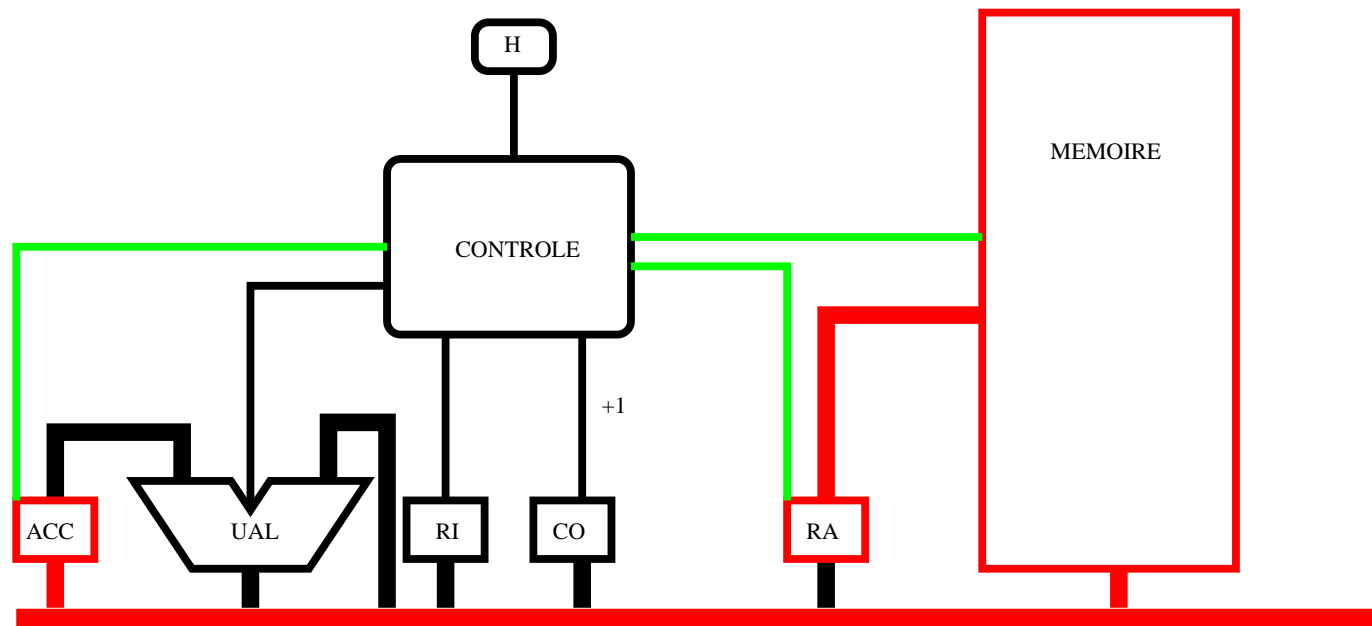 H
MEMOIRE
CONTROLE
+1
ACC
UAL
RI
CO
RA